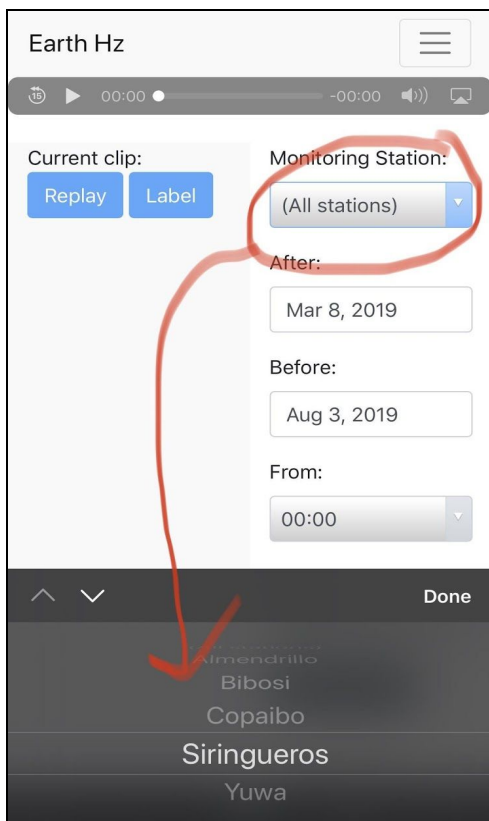 Earth Hz
15
00:00
-00:00
Current clip:
Replay
Label
Monitoring Station:
(All stations)
After:
Mar 8, 2019
Before:
Aug 3, 2019
From:
00:00
Done
Almendrillo
Bibosi
Copaibo
Siringueros
Yuwa